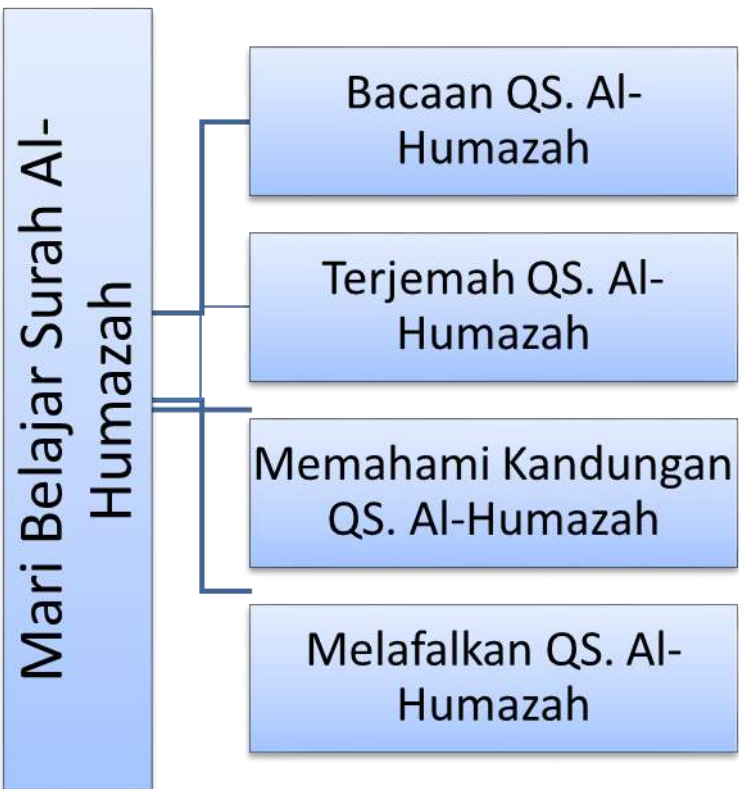 Mari Belajar Surah Al-
Humazah
Bacaan QS. Al-
Humazah
Terjemah QS. Al-
Humazah
Memahami Kandungan
QS. Al-Humazah
Melafalkan QS. Al-
Humazah